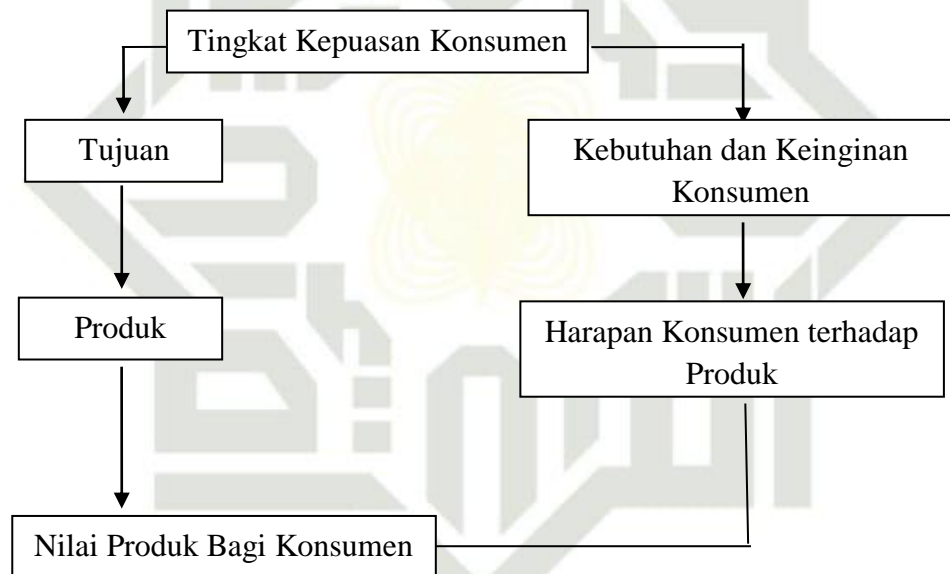 Tingkat Kepuasan Konsumen
Tujuan
Kebutuhan dan Keinginan
Konsumen
Produk
Harapan Konsumen terhadap
Produk
Nilai Produk Bagi Konsumen